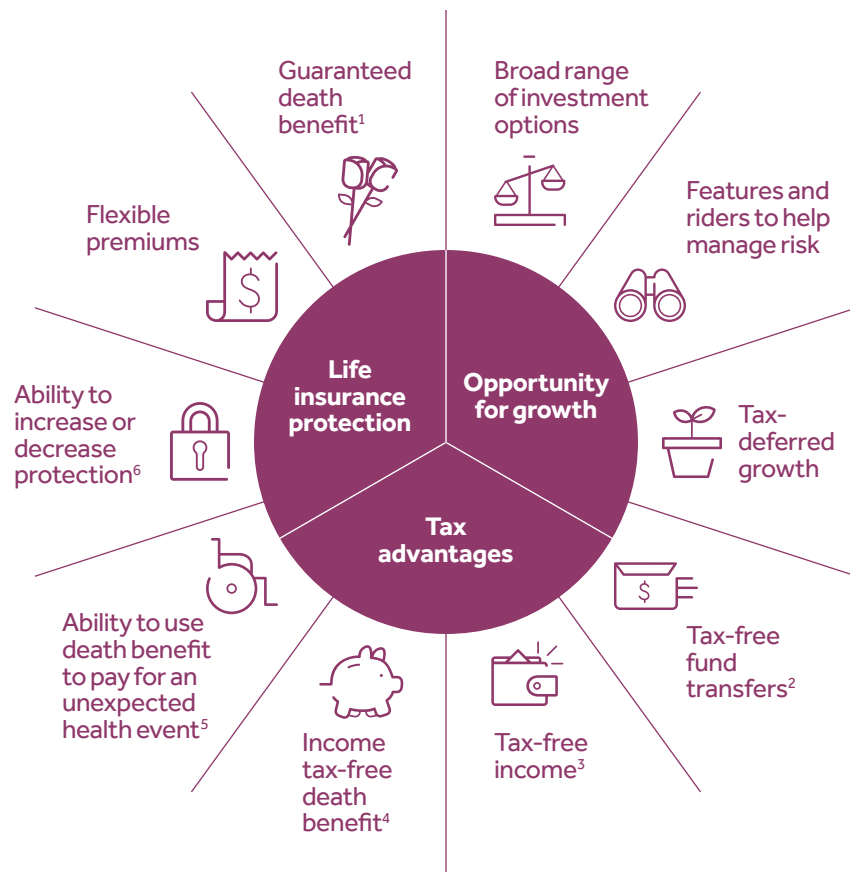 Guaranteed
death
benefit¹
Broad range
of investment
options
Features and
riders to help
manage risk
Tax-
deferred
growth
Tax-free
fund
transfers²
Tax-free
income³
Income
tax-free
death
benefit⁴
Ability to use
death benefit
to pay for an
unexpected
health event⁵
Ability to
increase or
decrease
protection⁶
Flexible
premiums
$
$
Life
insurance
protection
Opportunity
for growth
Tax
advantages